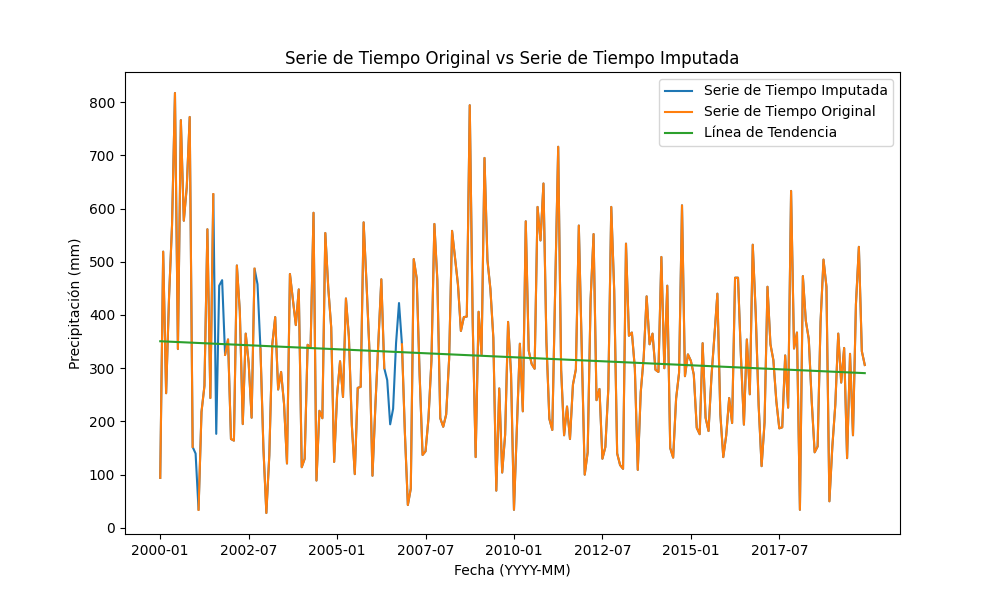 Serie de Tiempo Original vs Serie de Tiempo Imputada
Serie de Tiempo Imputada
Serie de Tiempo Original
Línea de Tendencia
Precipitación (mm)
800
700
600
500
400
300
200
100
0
2000-01 2002-07 2005-01 2007-07 2010-01 2012-07 2015-01 2017-07
Fecha (YYYY-MM)